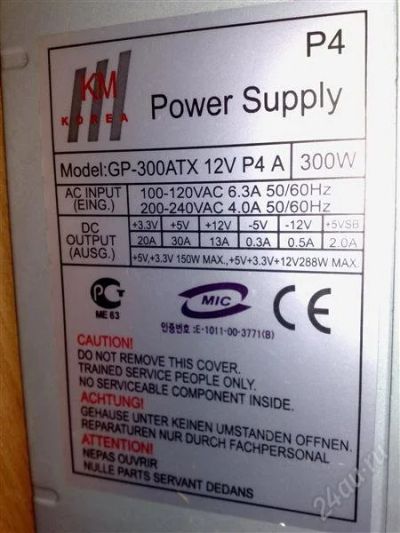 P4
KM
KOREA
Power Supply
Model:GP-300ATX 12V P4 A 300W
AC INPUT 100-120VAC 6.3A 50/60Hz
(EING.) 200-240VAC 4.0A 50/60Hz
DC +3.3V +5V +12V -5V -12V +5VSB
OUTPUT 20A 30A 13A 0.3A 0.5A 2.0A
(AUSG.) +5V,+3.3V 150W MAX.,+5V+3.3V+12V288W MAX.
PG
ME 63
MIC
인증번호 :E-1011-00-3771(B)
CE
CAUTION!
DO NOT REMOVE THIS COVER.
TRAINED SERVICE PEOPLE ONLY.
NO SERVICEABLE COMPONENT INSIDE.
ACHTUNG!
GEHAUSE UNTER KEINEN UMSTANDEN OFFNEN.
REPARATUREN NUR DURCH FACHPERSONAL
ATTENTION!
NEPAS OUVRIR
NULLE PARTS SERVANT DEDANS
24au.ru